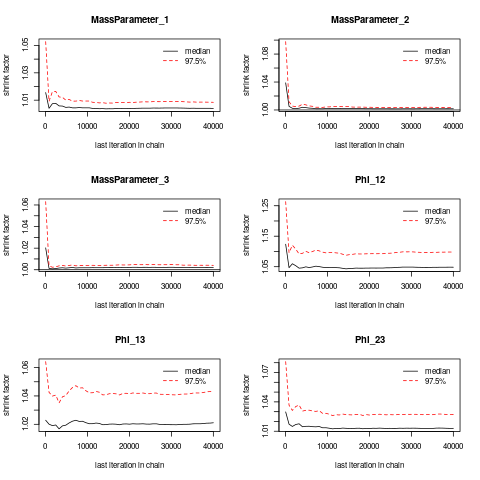 MassParameter_1
shrink factor
1.01 1.03 1.05
median
97.5%
0 10000 20000 30000 40000
last iteration in chain
MassParameter_2
shrink factor
1.00 1.04 1.08
median
97.5%
0 10000 20000 30000 40000
last iteration in chain
MassParameter_3
shrink factor
1.00 1.02 1.04 1.06
median
97.5%
0 10000 20000 30000 40000
last iteration in chain
Phi_12
shrink factor
1.05 1.15 1.25
median
97.5%
0 10000 20000 30000 40000
last iteration in chain
Phi_13
shrink factor
1.02 1.04 1.06
median
97.5%
0 10000 20000 30000 40000
last iteration in chain
Phi_23
shrink factor
1.01 1.04 1.07
median
97.5%
0 10000 20000 30000 40000
last iteration in chain